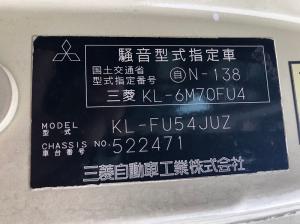 騒音型式指定車
国土交通省
型式指定番号 自N-138
三菱 KL-6M70FU4
MODEL
型式 KL-FU54JUZ
CHASSIS NO.
車台番号 522471
三菱自動車工業株式会社